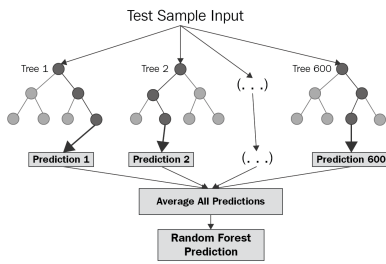 Test Sample Input
Tree 1
Tree 2
(. . .)
Tree 600
Prediction 1
Prediction 2
(. . .)
Prediction 600
Average All Predictions
Random Forest
Prediction